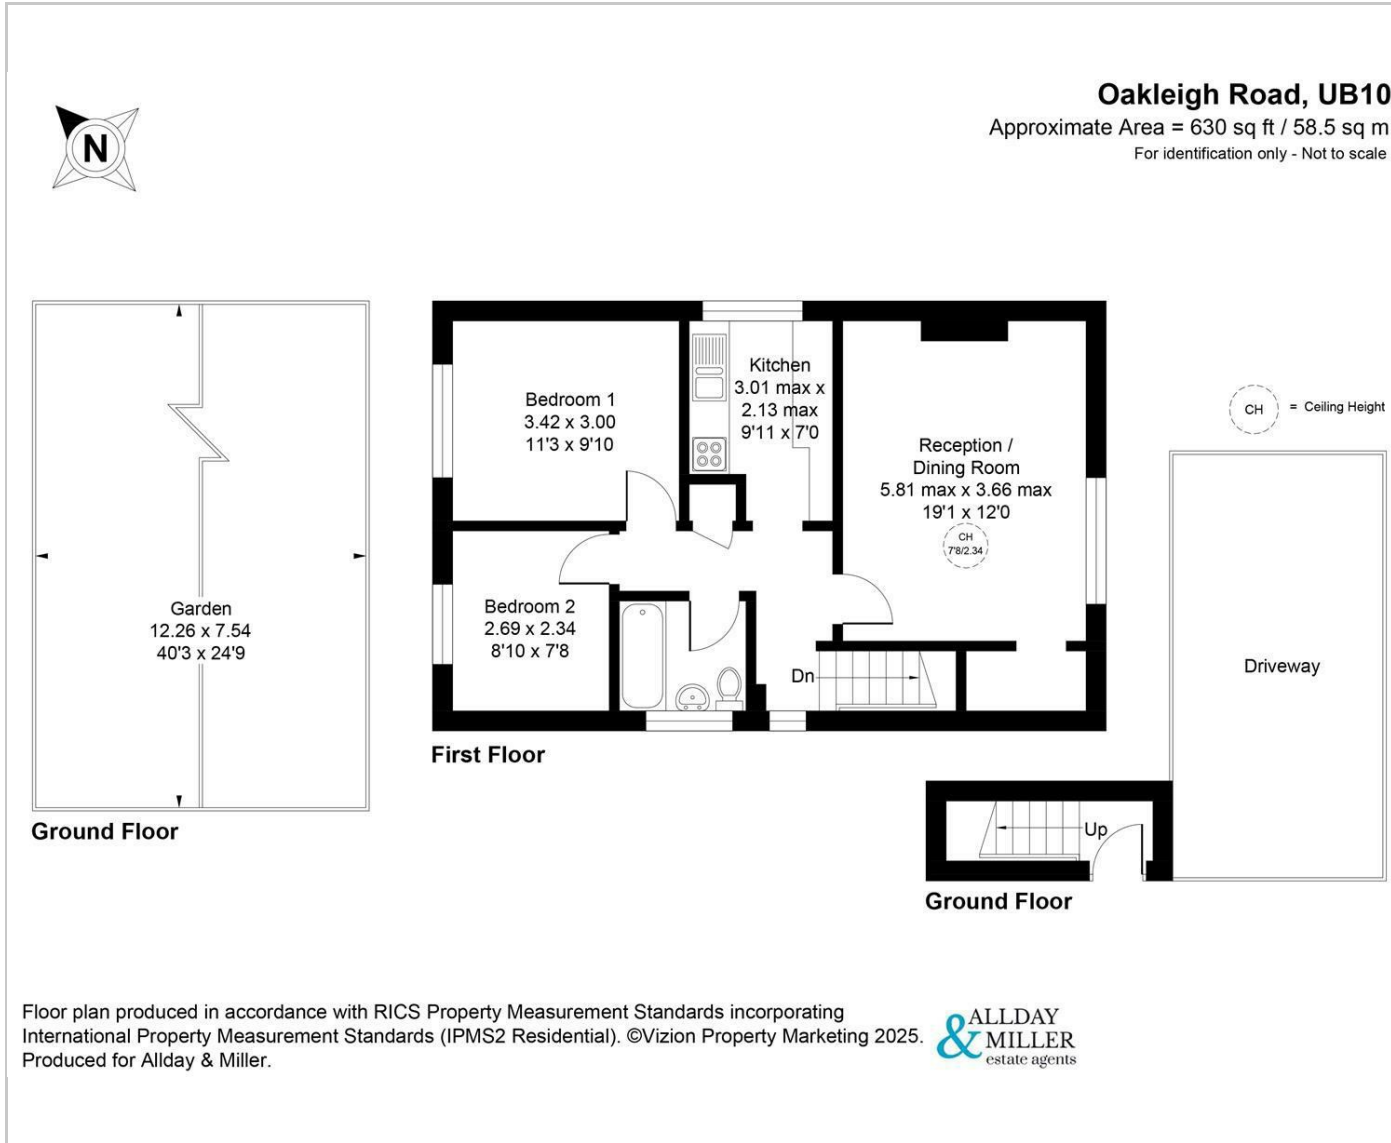 Oakleigh Road, UB10
Approximate Area = 630 sq ft / 58.5 sq m
For identification only - Not to scale
N
Bedroom 1
3.42 x 3.00
11'3 x 9'10
Kitchen
3.01 max x
2.13 max
9'11 x 7'0
Reception /
Dining Room
5.81 max x 3.66 max
19'1 x 12'0
CH
7'8/2.34
CH = Ceiling Height
Garden
12.26 x 7.54
40'3 x 24'9
Bedroom 2
2.69 x 2.34
8'10 x 7'8
Dn
Driveway
First Floor
Ground Floor
Up
Ground Floor
Floor plan produced in accordance with RICS Property Measurement Standards incorporating
International Property Measurement Standards (IPMS2 Residential). ©Vizion Property Marketing 2025.
Produced for Allday & Miller.
ALLDAY
& MILLER
estate agents